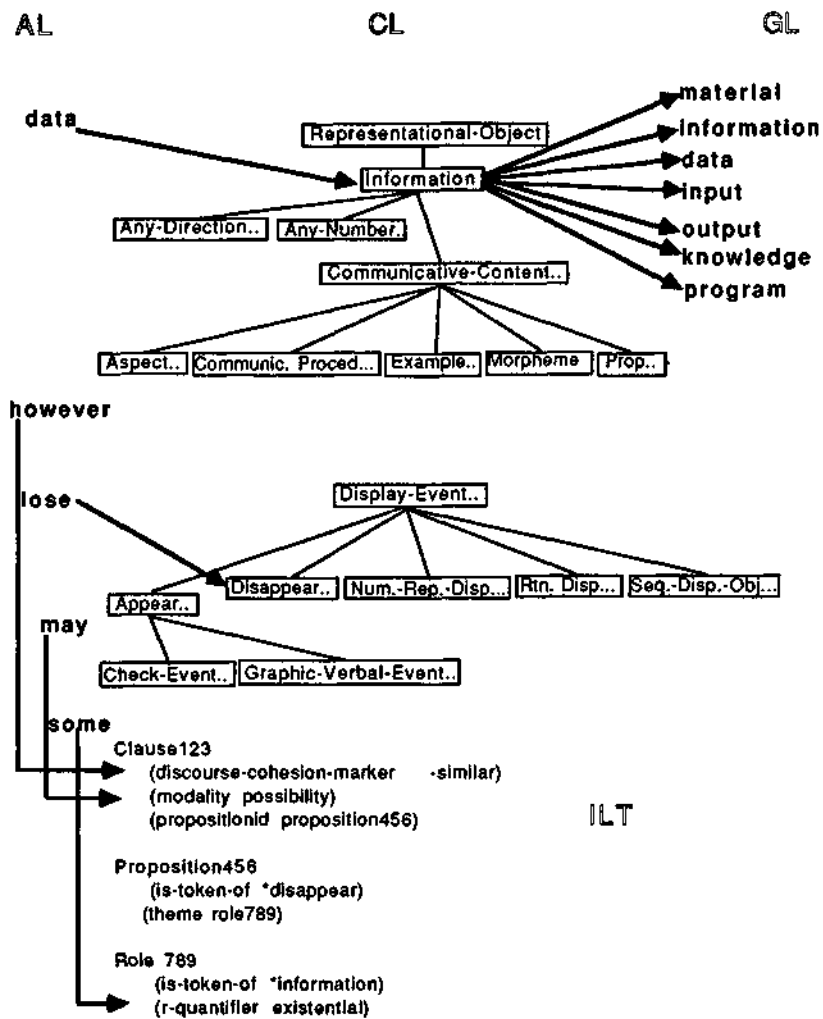 AL CL GL
material
data
Representational-Object
information
data
Information
input
Any-Direction..
Any-Number.
output
knowledge
Communicative-Content..
program
Aspect..
Communic. Proced...
Example..
Morpheme
Prop..
however
lose
Display-Event..
Disappear..
Num.-Rep.-Disp...
Rtn. Disp...
Seq.-Disp.-Obj...
Appear..
may
Check-Event..
Graphic-Verbal-Event..
some
Clause123
(discourse-cohesion-marker -similar)
(modality possibility)
(propositionid proposition456)
ILT
Proposition456
(is-token-of *disappear)
(theme role789)
Role 789
(is-token-of *information)
(r-quantifier existential)